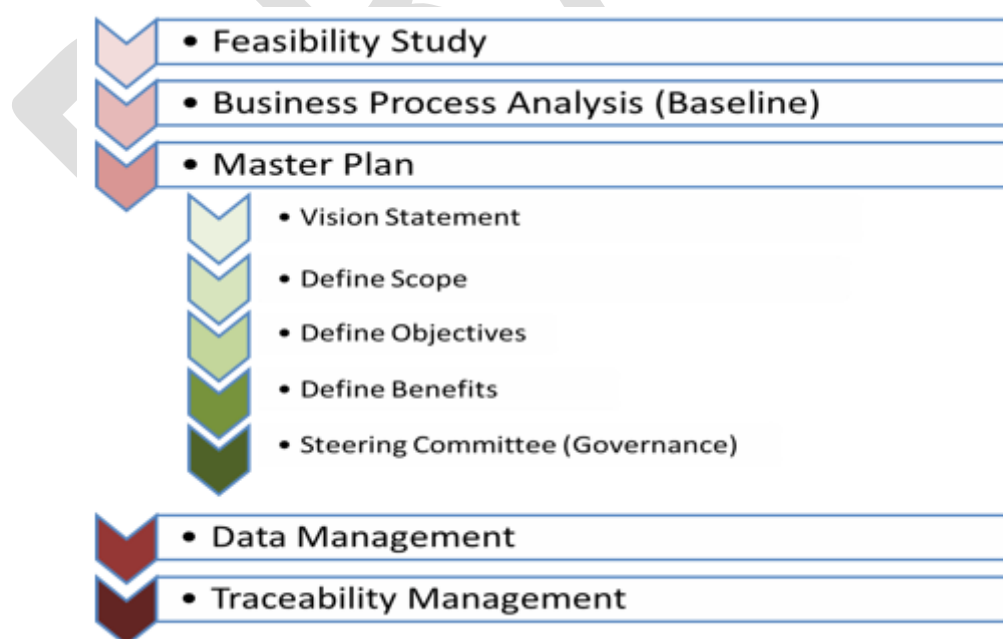 • Feasibility Study
• Business Process Analysis (Baseline)
• Master Plan
• Vision Statement
• Define Scope
• Define Objectives
• Define Benefits
• Steering Committee (Governance)
• Data Management
• Traceability Management